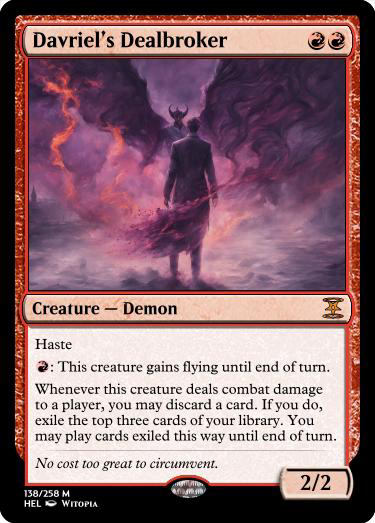 Davriel's Dealbroker
Creature — Demon
Haste
: This creature gains flying until end of turn.
Whenever this creature deals combat damage
to a player, you may discard a card. If you do,
exile the top three cards of your library. You
may play cards exiled this way until end of turn.
No cost too great to circumvent.
2/2
138/258 M
HEL Witopia